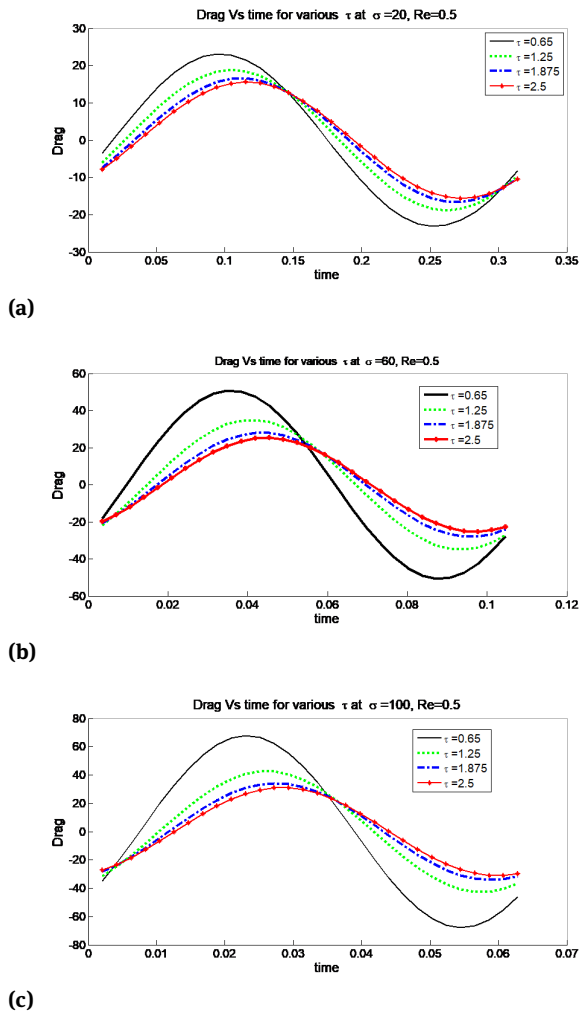 Drag Vs time for various τ at σ =20, Re=0.5
30
20
10
0
-10
-20
-30
Drag
τ =0.65
τ =1.25
τ =1.875
τ =2.5
0
0.05
0.1
0.15
0.2
0.25
0.3
0.35
time
(a)
Drag Vs time for various τ at σ =60, Re=0.5
60
40
20
0
-20
-40
-60
Drag
τ =0.65
τ =1.25
τ =1.875
τ =2.5
0
0.02
0.04
0.06
0.08
0.1
0.12
time
(b)
Drag Vs time for various τ at σ =100, Re=0.5
80
60
40
20
0
-20
-40
-60
-80
Drag
τ =0.65
τ =1.25
τ =1.875
τ =2.5
0
0.01
0.02
0.03
0.04
0.05
0.06
0.07
time
(c)